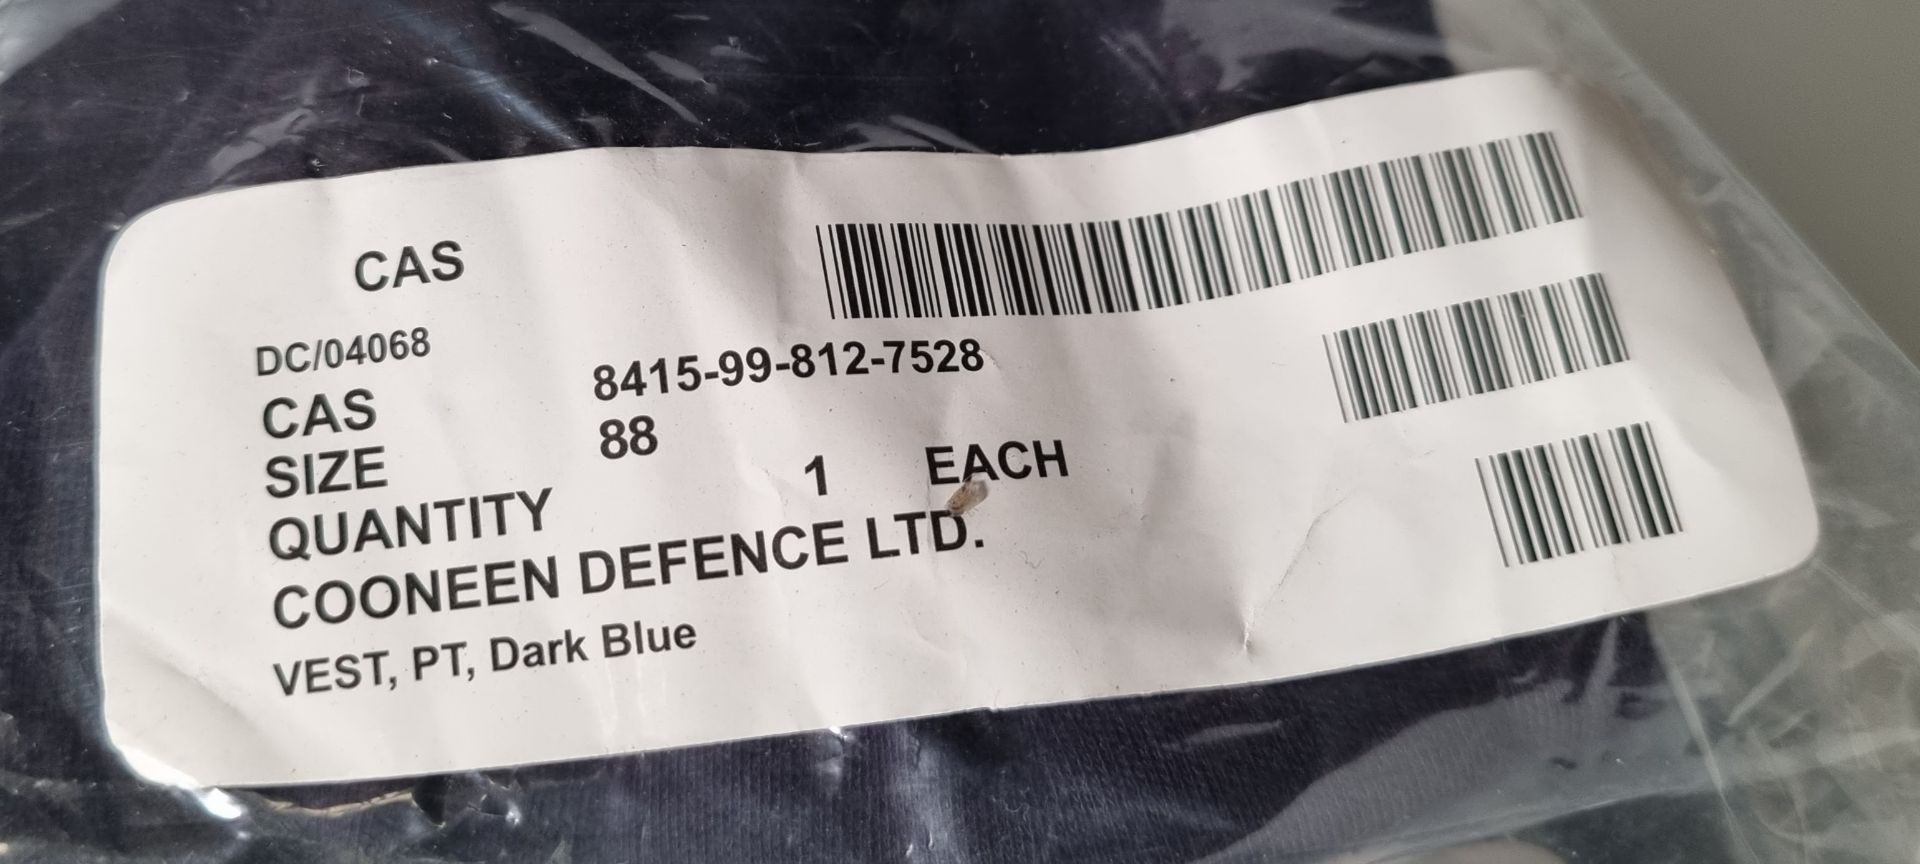 CAS
DC/04068
CAS 8415-99-812-7528
SIZE 88
QUANTITY 1 EACH
COONEEN DEFENCE LTD.
VEST, PT, Dark Blue